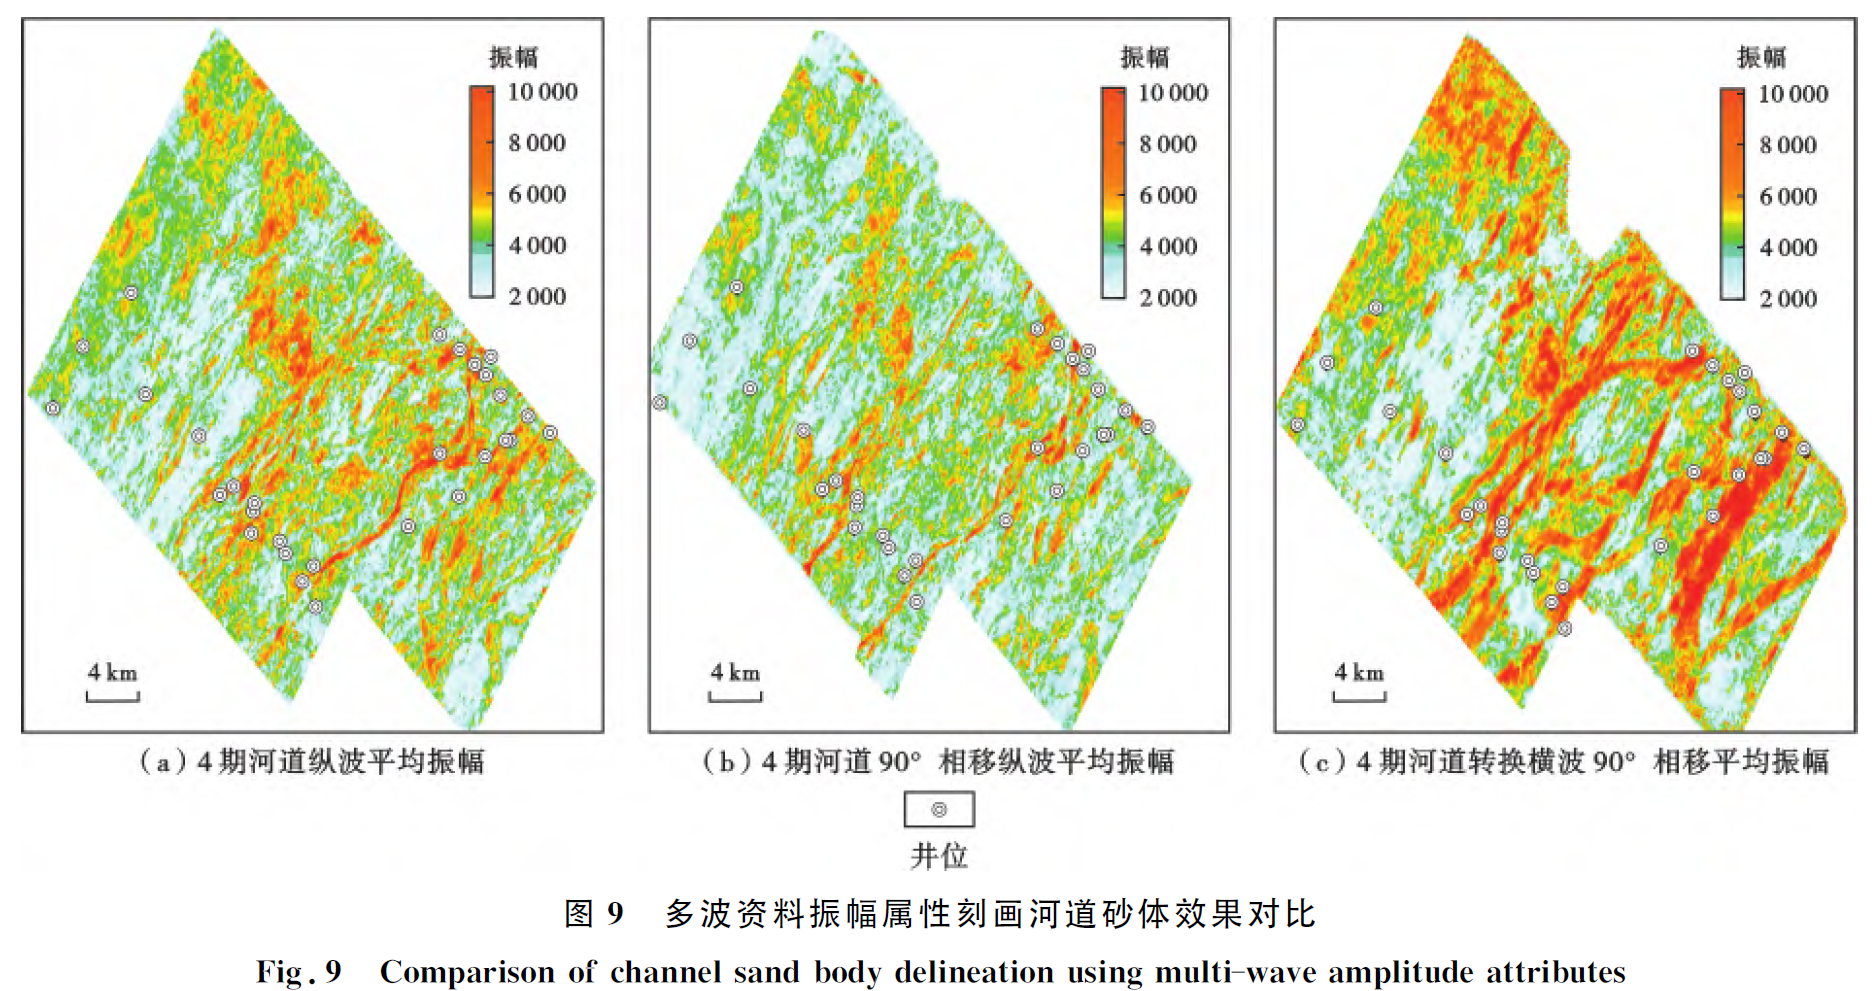 振幅
10 000
8 000
6 000
4 000
2 000
4 km
(a) 4 期河道纵波平均振幅
振幅
10 000
8 000
6 000
4 000
2 000
4 km
(b) 4 期河道 90° 相移纵波平均振幅
振幅
10 000
8 000
6 000
4 000
2 000
4 km
(c) 4 期河道转换横波 90° 相移平均振幅
井位
图 9 多波资料振幅属性刻画河道砂体效果对比
Fig. 9 Comparison of channel sand body delineation using multi-wave amplitude attributes